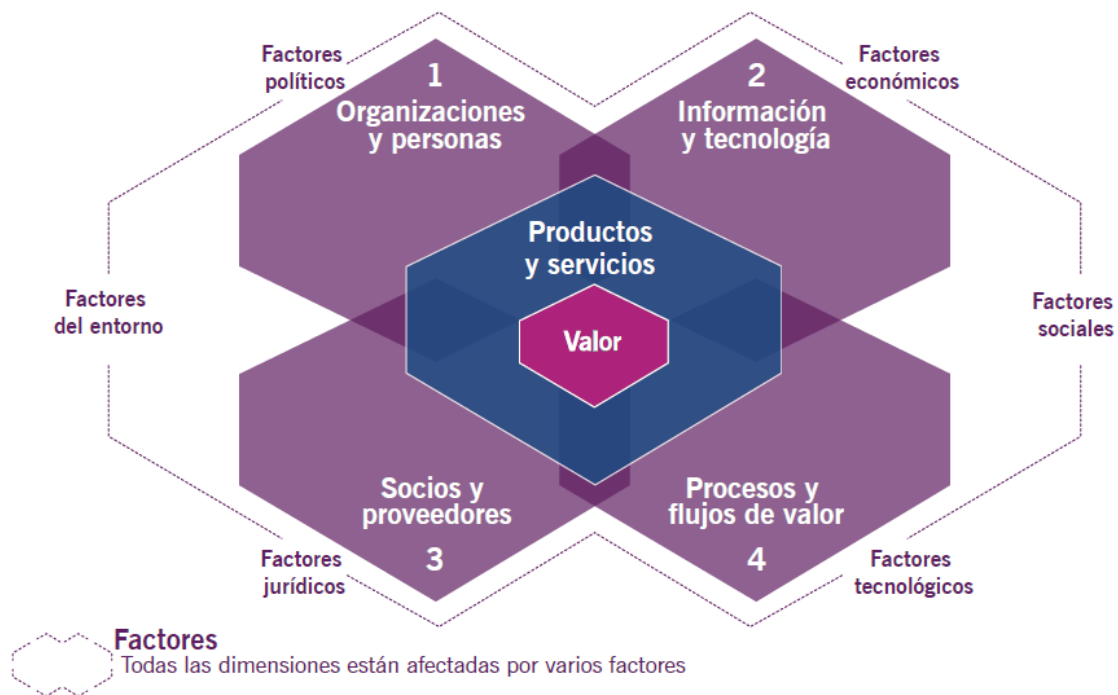 Factores
políticos
1
Organizaciones
y personas
2
Información
y tecnología
Factores
económicos
Productos
y servicios
Valor
Factores
del entorno
Factores
sociales
Socios y
proveedores
3
Procesos y
flujos de valor
4
Factores
jurídicos
Factores
tecnológicos
Factores
Todas las dimensiones están afectadas por varios factores